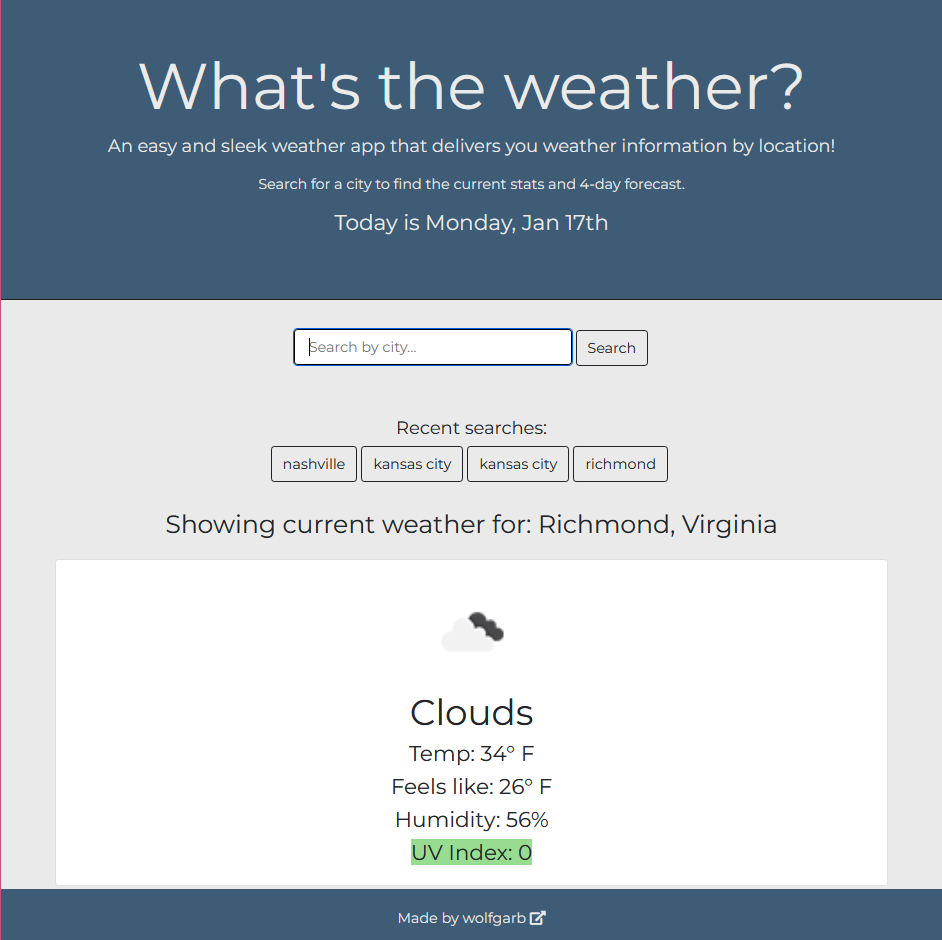 What's the weather?
An easy and sleek weather app that delivers you weather information by location!
Search for a city to find the current stats and 4-day forecast.
Today is Monday, Jan 17th
Search by city... Search
Recent searches:
nashville kansas city kansas city richmond
Showing current weather for: Richmond, Virginia
Clouds
Temp: 34° F
Feels like: 26° F
Humidity: 56%
UV Index: 0
Made by wolfgarb